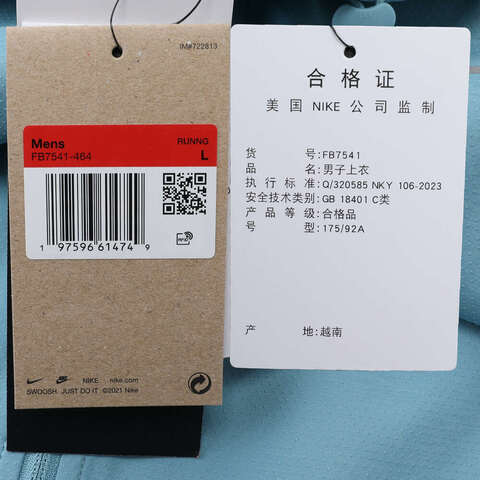 IM#722813
Mens
RUNNG
FB7541-464
L
1 97596 61474 9
RFID
NIKE nike.com
SWOOSH. JUST DO IT. ©2021 Nike
合格证
美国 NIKE 公司监制
货号:FB7541
品名:男子上衣
执行标准:Q/320585 NKY 106-2023
安全技术类别:GB 18401 C类
产品等级:合格品
号型:175/92A
产地:越南